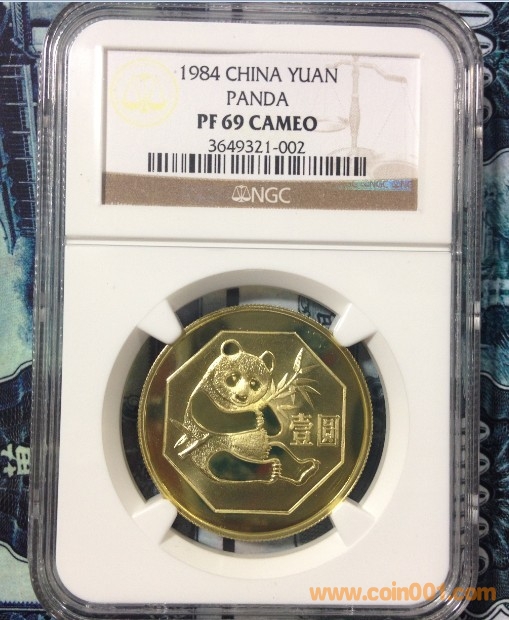 1984 CHINA YUAN
PANDA
PF 69 CAMEO
3649321-002
NGC
壹圆
www.coin001.com